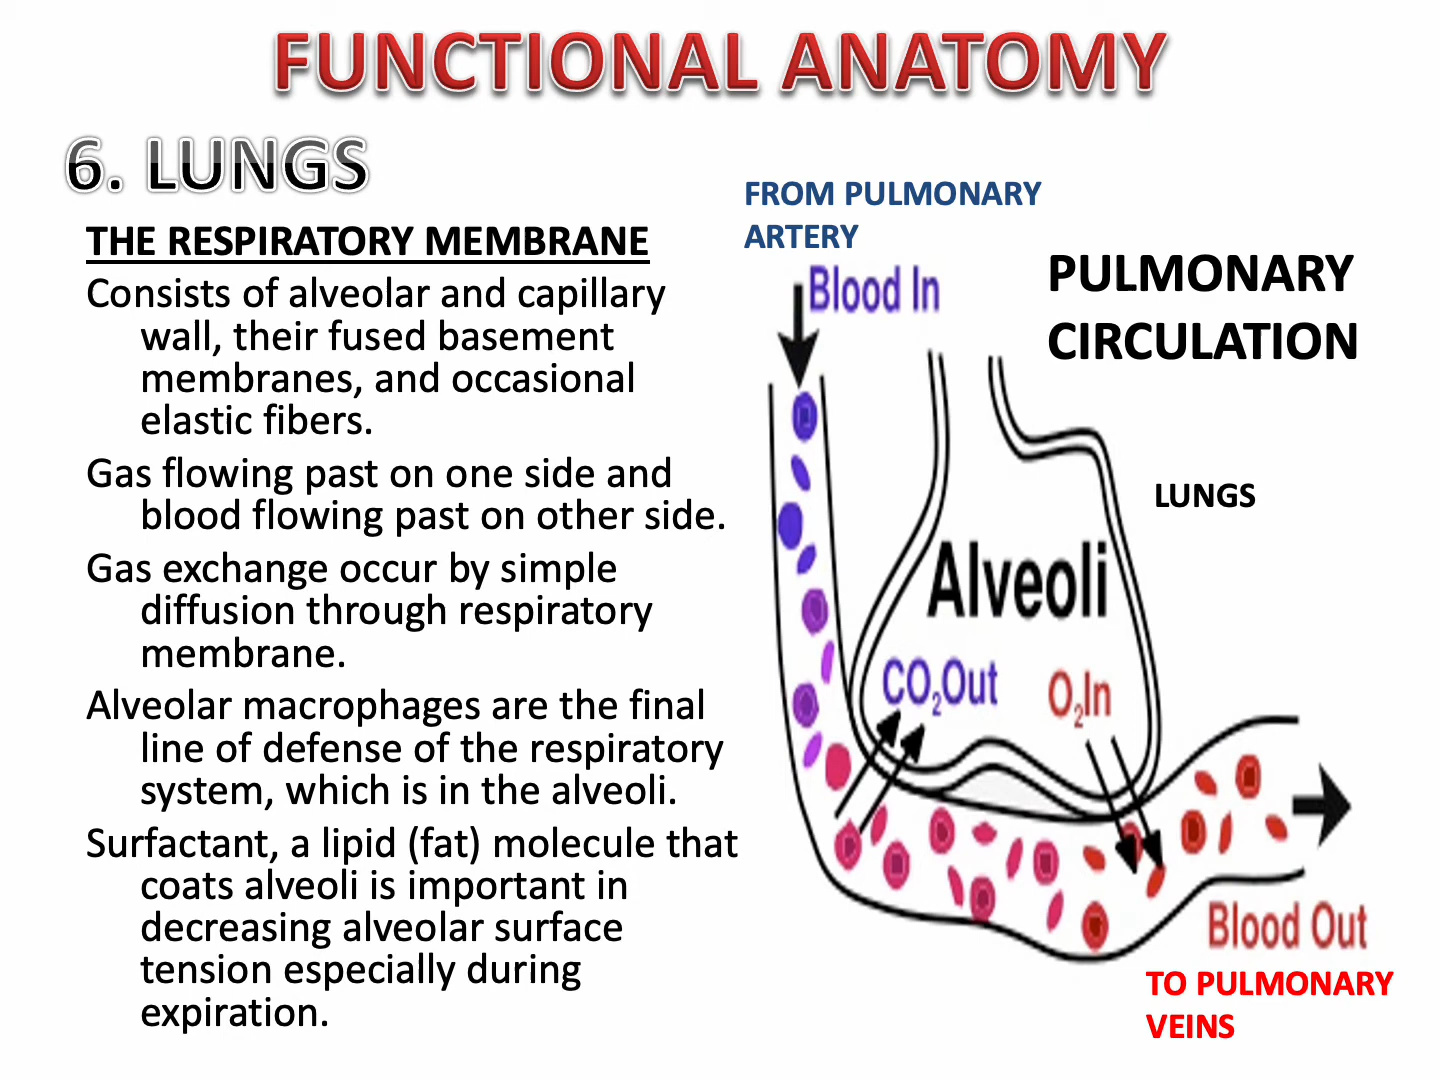 FUNCTIONAL ANATOMY
6. LUNGS
THE RESPIRATORY MEMBRANE
Consists of alveolar and capillary
wall, their fused basement
membranes, and occasional
elastic fibers.
Gas flowing past on one side and
blood flowing past on other side.
Gas exchange occur by simple
diffusion through respiratory
membrane.
Alveolar macrophages are the final
line of defense of the respiratory
system, which is in the alveoli.
Surfactant, a lipid (fat) molecule that
coats alveoli is important in
decreasing alveolar surface
tension especially during
expiration.
FROM PULMONARY
ARTERY
Blood In
PULMONARY
CIRCULATION
LUNGS
Alveoli
CO₂Out
O₂In
Blood Out
TO PULMONARY
VEINS